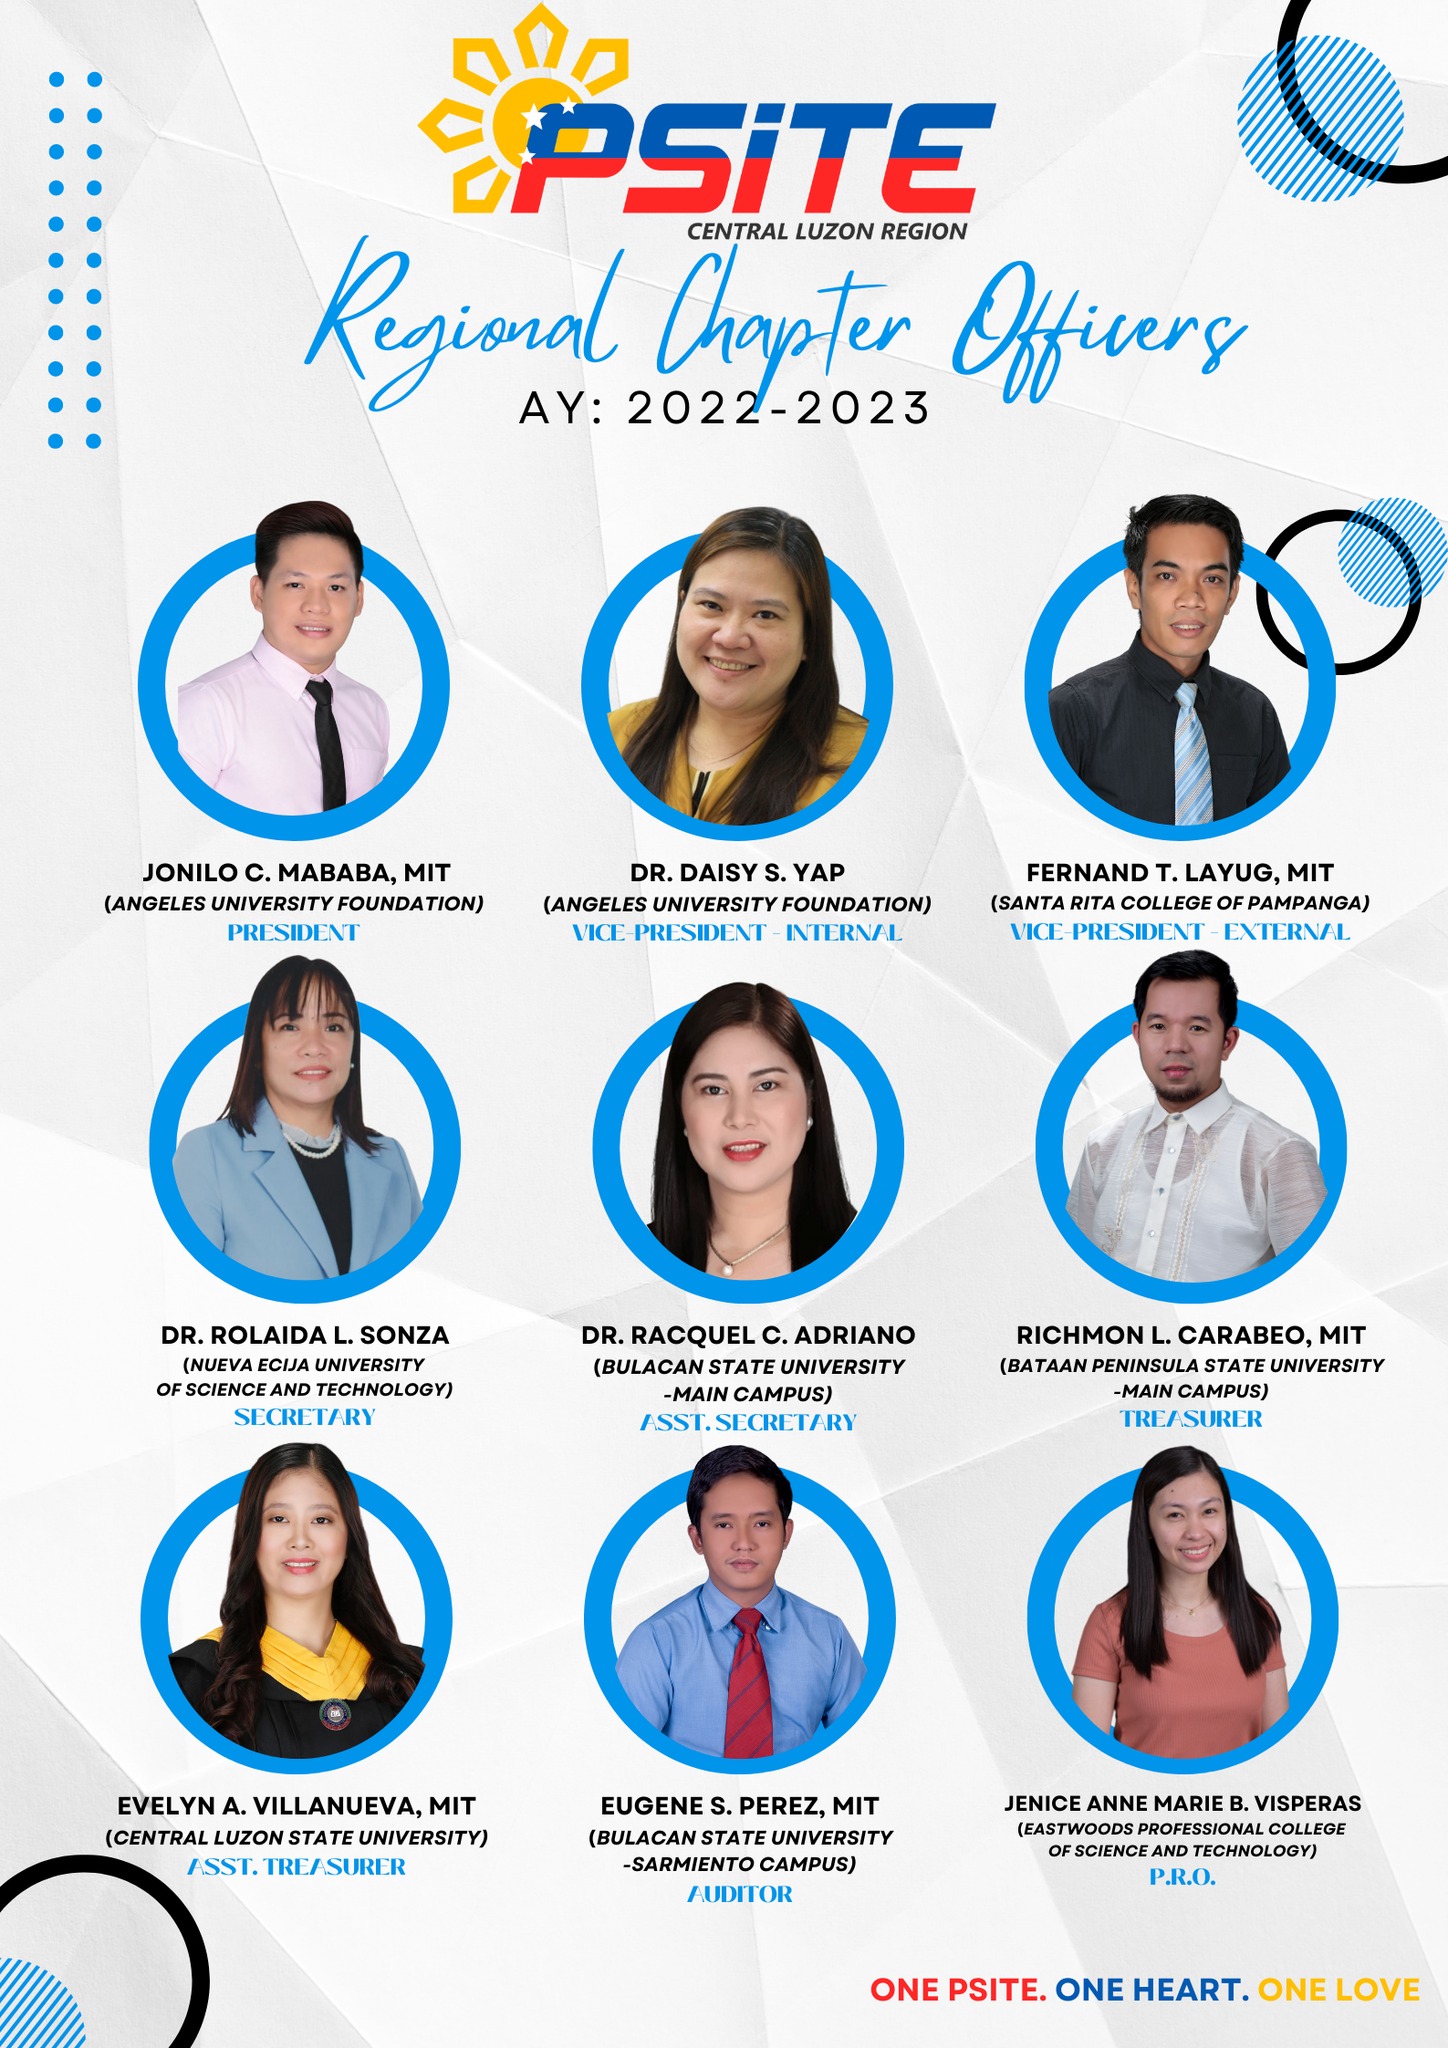 PSiTE
CENTRAL LUZON REGION
Regional Chapter Officers
AY: 2022-2023
JONILO C. MABABA, MIT
(ANGELES UNIVERSITY FOUNDATION)
PRESIDENT
DR. DAISY S. YAP
(ANGELES UNIVERSITY FOUNDATION)
VICE-PRESIDENT - INTERNAL
FERNAND T. LAYUG, MIT
(SANTA RITA COLLEGE OF PAMPANGA)
VICE-PRESIDENT - EXTERNAL
DR. ROLAIDA L. SONZA
(NUEVA ECIJA UNIVERSITY
OF SCIENCE AND TECHNOLOGY)
SECRETARY
DR. RACQUEL C. ADRIANO
(BULACAN STATE UNIVERSITY
-MAIN CAMPUS)
ASST. SECRETARY
RICHMON L. CARABEO, MIT
(BATAAN PENINSULA STATE UNIVERSITY
-MAIN CAMPUS)
TREASURER
EVELYN A. VILLANUEVA, MIT
(CENTRAL LUZON STATE UNIVERSITY)
ASST. TREASURER
EUGENE S. PEREZ, MIT
(BULACAN STATE UNIVERSITY
-SARMIENTO CAMPUS)
AUDITOR
JENICE ANNE MARIE B. VISPERAS
(EASTWOODS PROFESSIONAL COLLEGE
OF SCIENCE AND TECHNOLOGY)
P.R.O.
ONE PSITE. ONE HEART. ONE LOVE